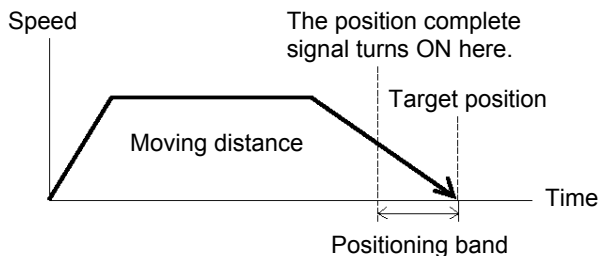 Speed
The position complete
signal turns ON here.
Target position
Moving distance
Time
Positioning band